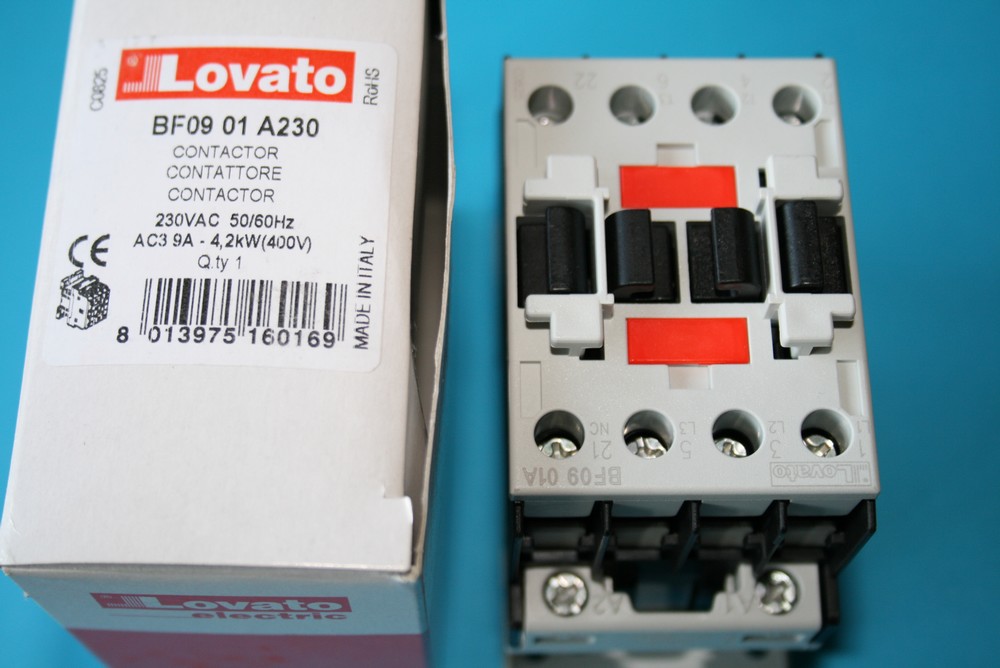 Lovato
C0825
RoHS
BF09 01 A230
CONTACTOR
CONTATTORE
CONTACTOR
230VAC 50/60Hz
AC3 9A - 4,2kW(400V)
Q.ty 1
CE
MADE IN ITALY
8 013975 160169
Lovato
electric
22
6
4
21 NC
5 L3
3 L2
1 L1
BF09 01A
Lovato
A2
A1